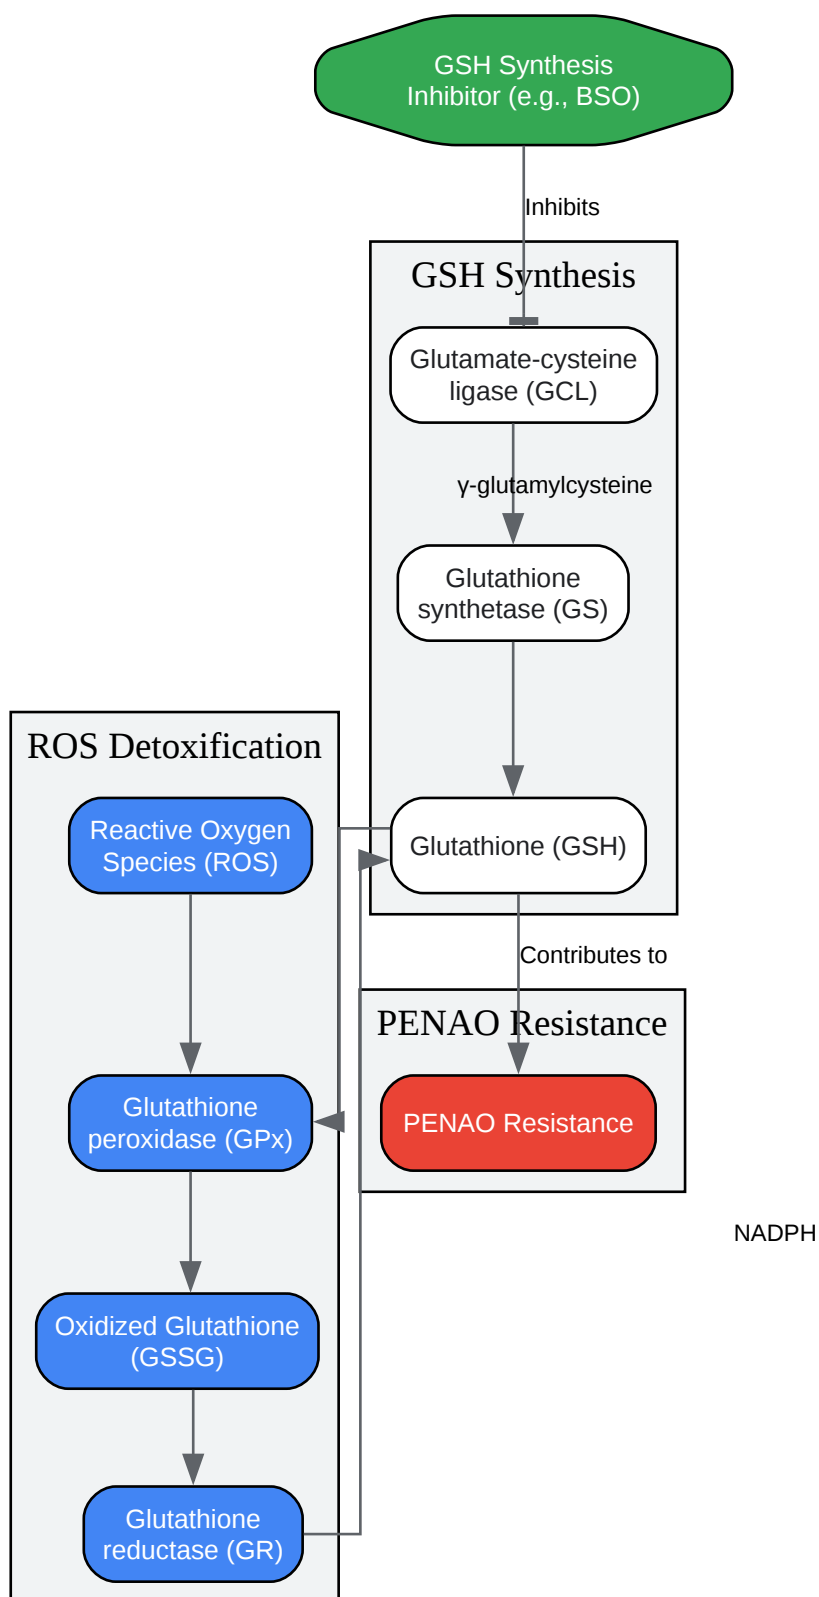 GSH Synthesis
Inhibitor (e.g., BSO)
Inhibits
GSH Synthesis
Glutamate-cysteine
ligase (GCL)
γ-glutamylcysteine
Glutathione
synthetase (GS)
ROS Detoxification
Reactive Oxygen
Species (ROS)
Glutathione (GSH)
Contributes to
PENAO Resistance
Glutathione
peroxidase (GPx)
PENAO Resistance
NADPH
Oxidized Glutathione
(GSSG)
Glutathione
reductase (GR)